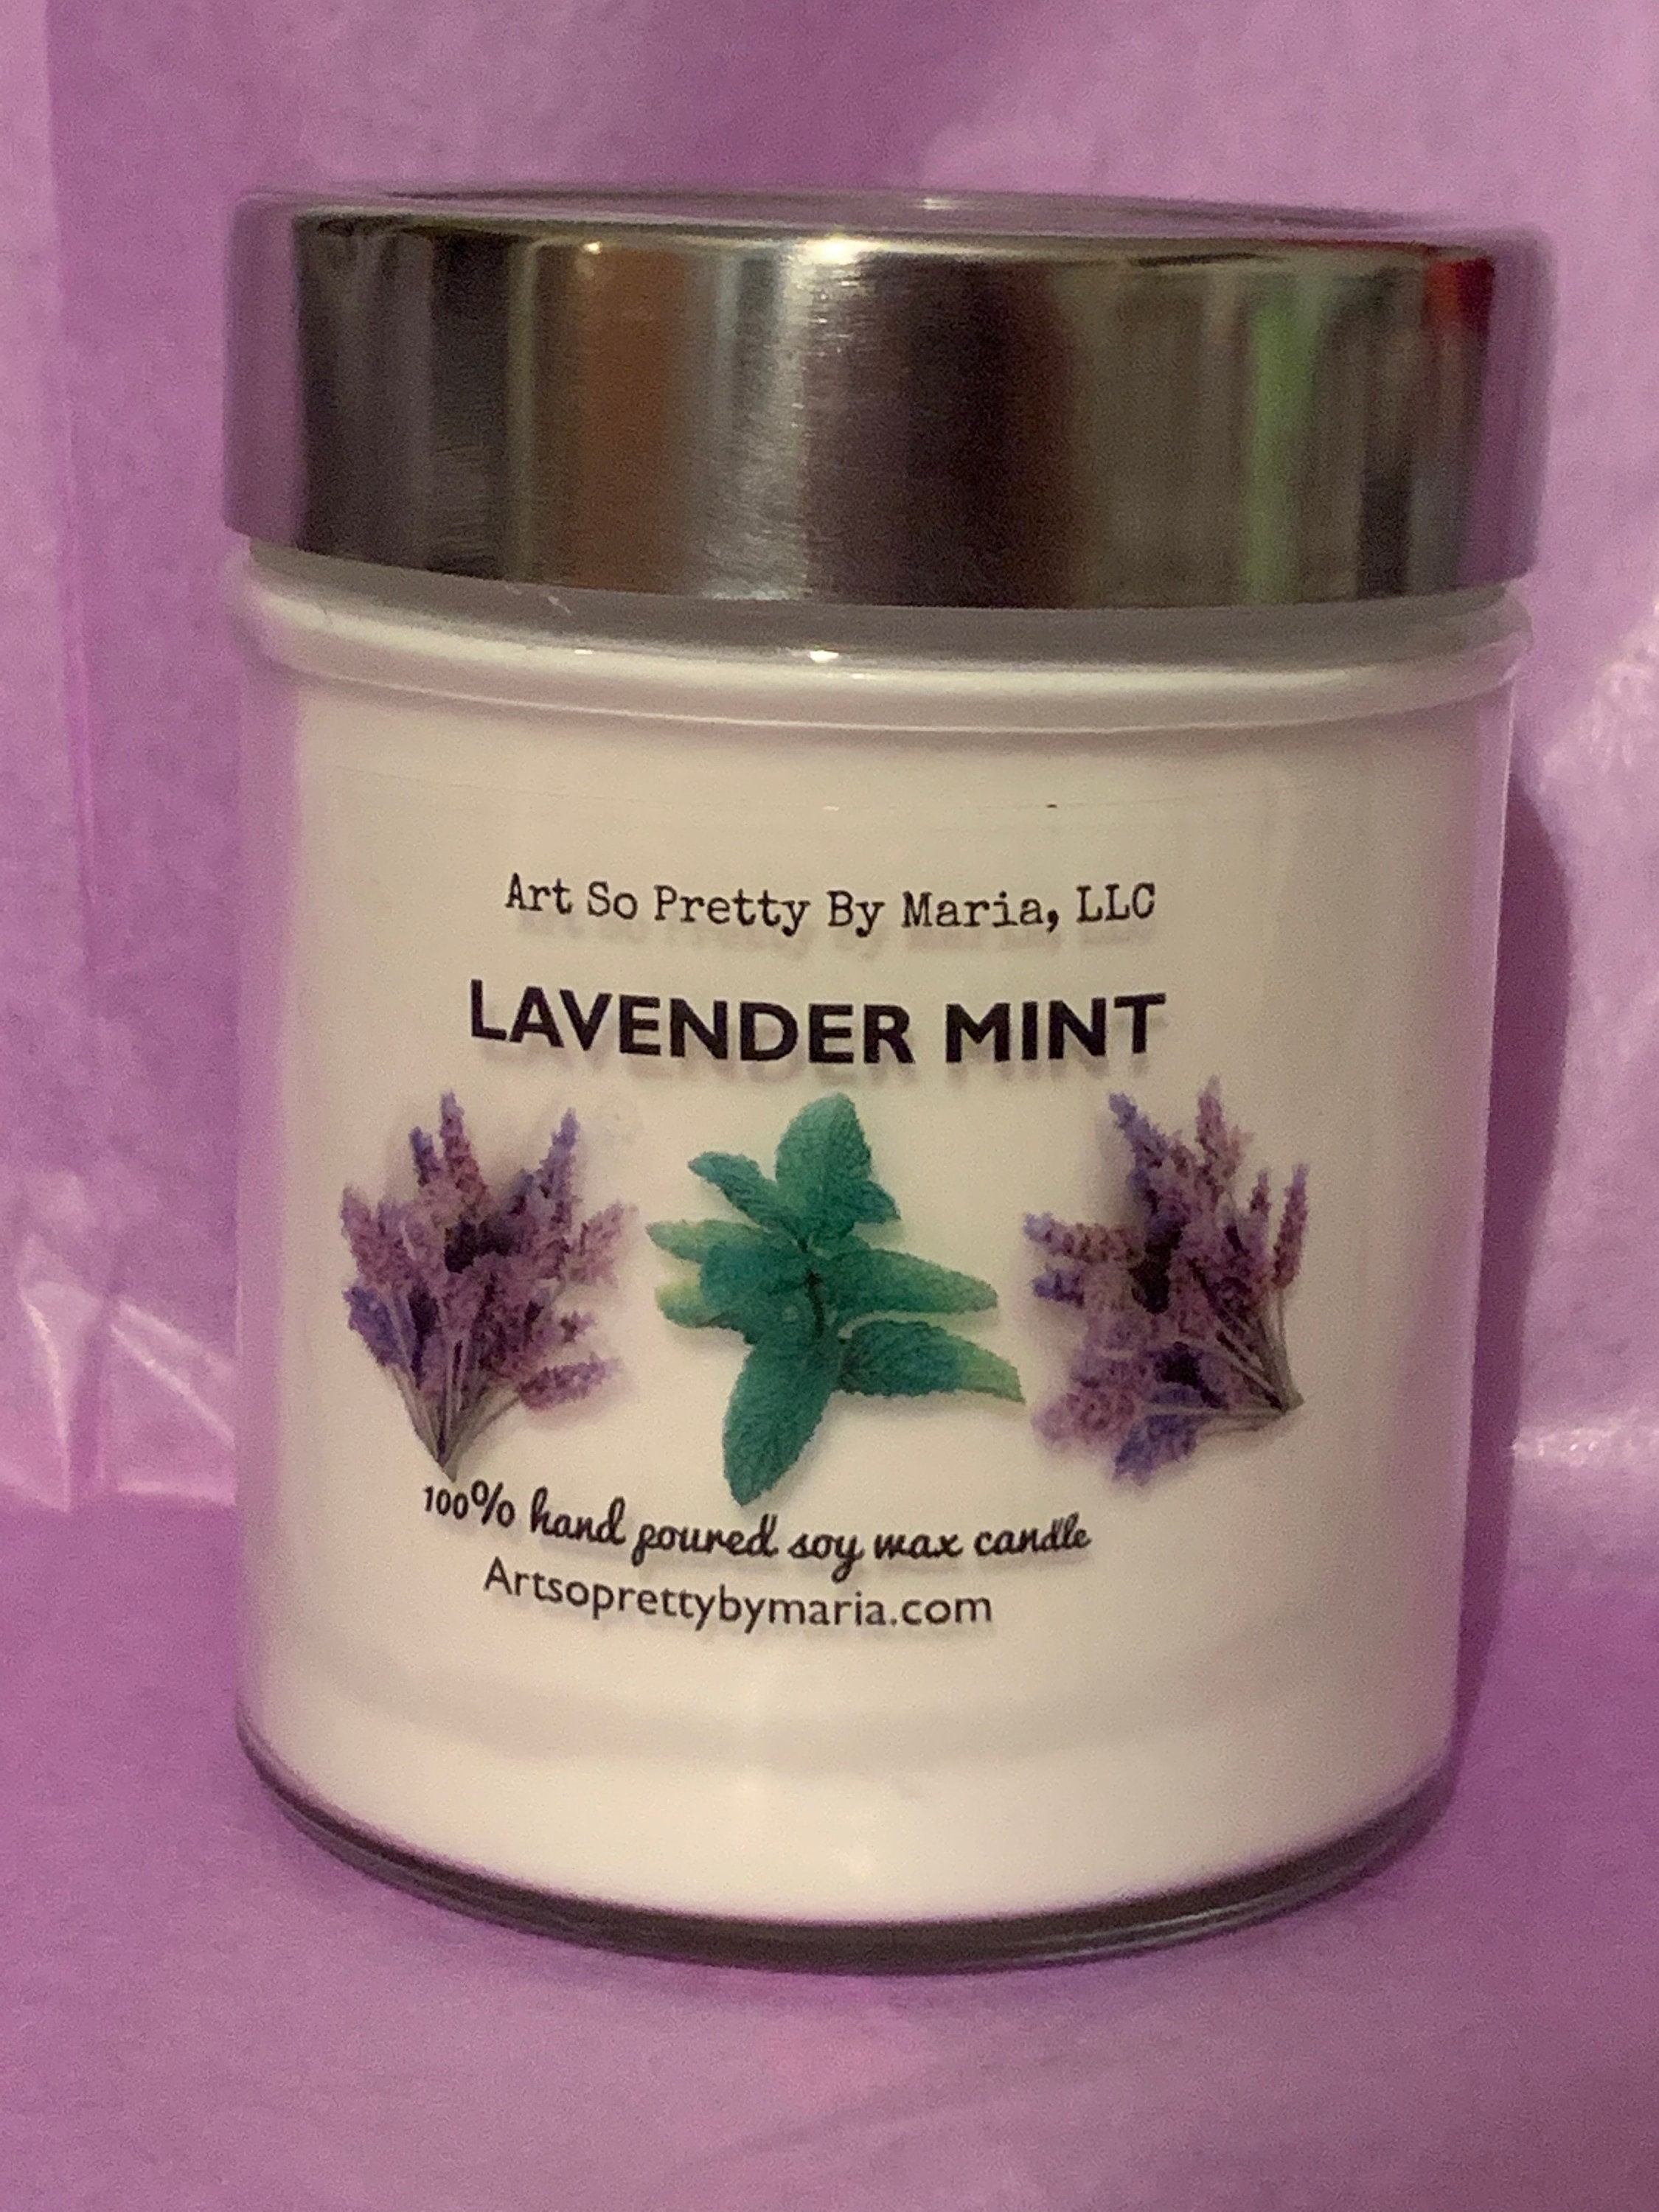 Art So Pretty By Maria, LLC
LAVENDER MINT
100% hand poured soy wax candle
Artsoprettybymaria.com